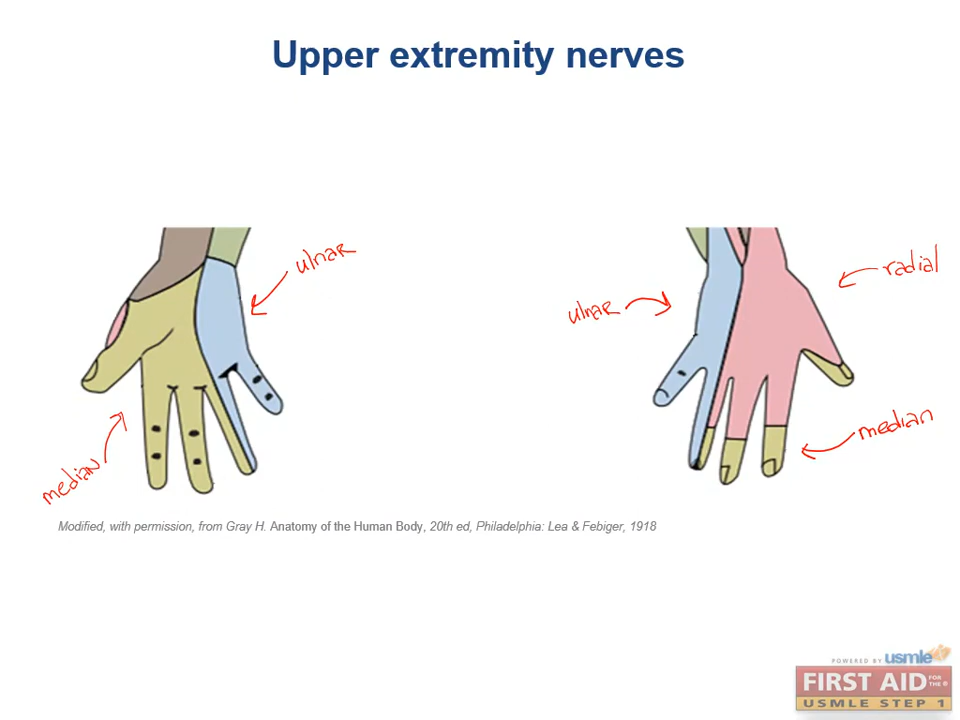 Upper extremity nerves
ulnar
radial
ulnar
median
median
Modified, with permission, from Gray H. Anatomy of the Human Body, 20th ed, Philadelphia: Lea & Febiger, 1918
POWERED BY usmle-rx
FIRST AID FOR THE®
USMLE STEP 1